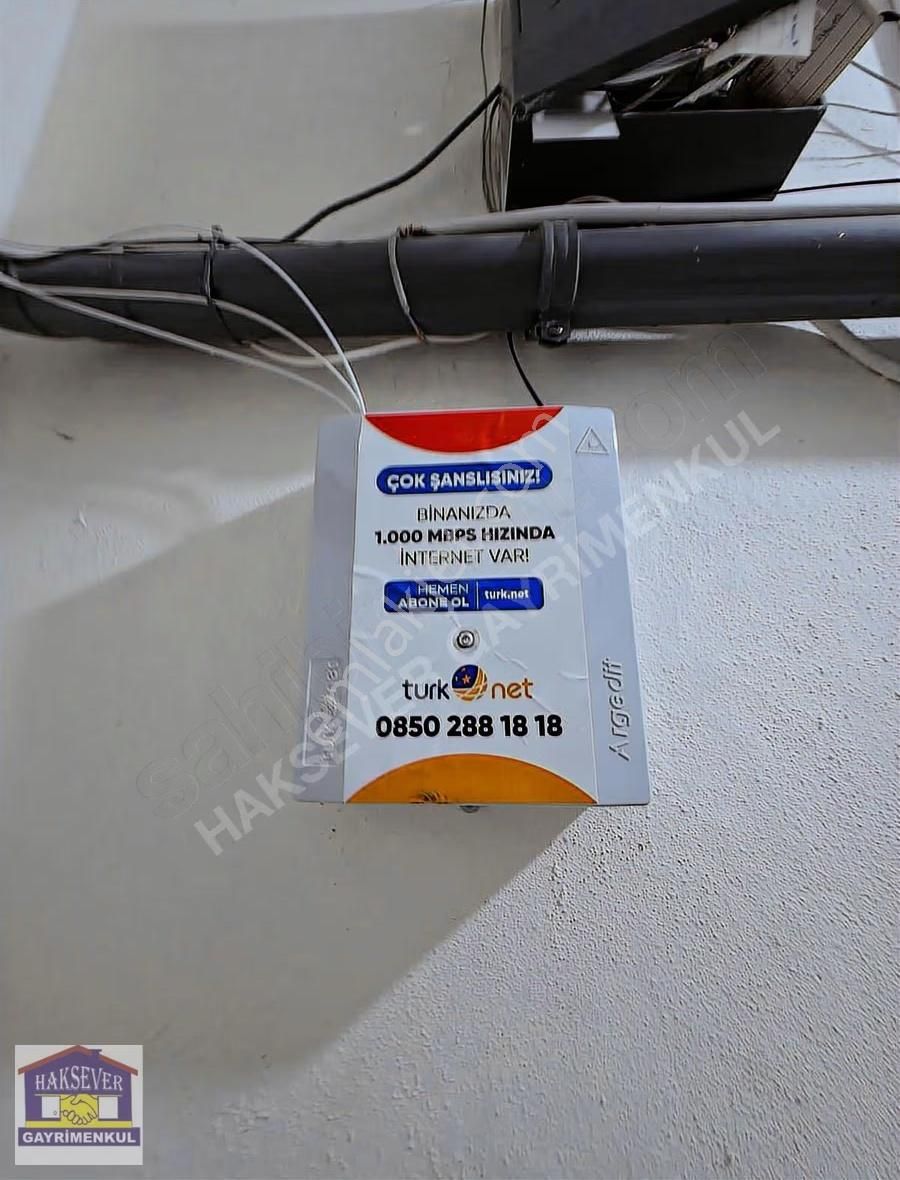 ÇOK ŞANSLISINIZ!
BİNANIZDA
1.000 MBPS HIZINDA
İNTERNET VAR!
HEMEN
ABONE OL
turk.net
turk net
0850 288 18 18
HAKSEVER GAYRİMENKUL
HAKSEVER
GAYRİMENKUL